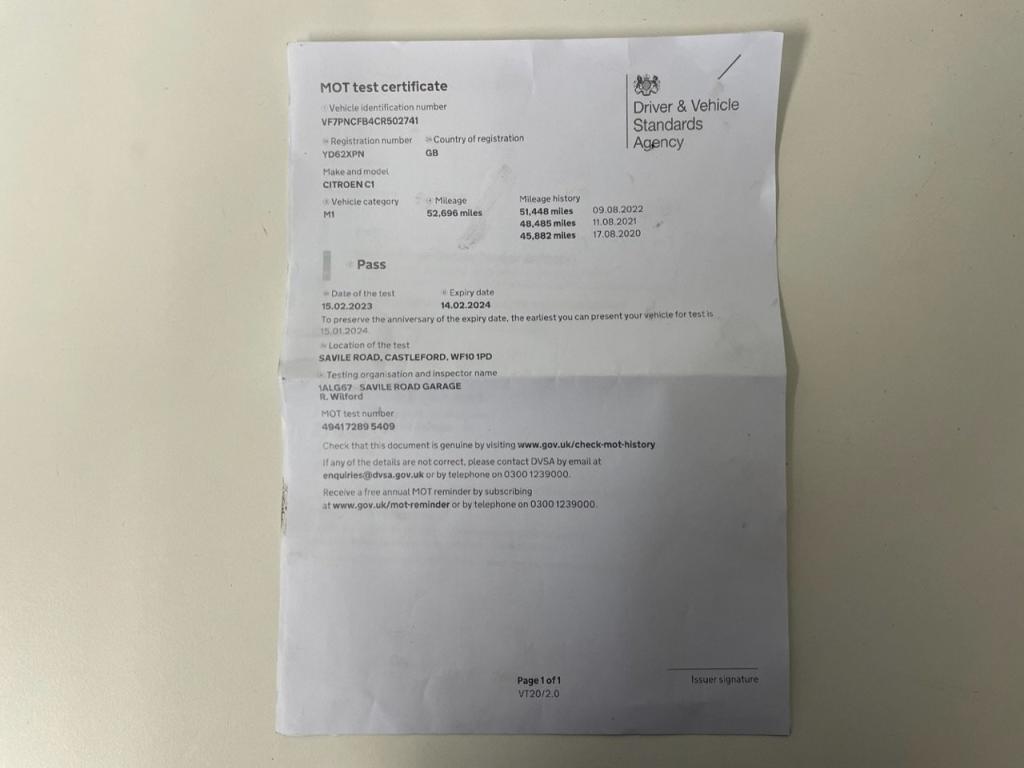 MOT test certificate
Driver & Vehicle
Standards
Agency
Vehicle identification number
VF7PNCFB4CR502741
Registration number Country of registration
YD62XPN GB
Make and model
CITROEN C1
Vehicle category Mileage Mileage history
M1 52,696 miles 51,448 miles 09.08.2022
48,485 miles 11.08.2021
45,882 miles 17.08.2020
Pass
Date of the test Expiry date
15.02.2023 14.02.2024
To preserve the anniversary of the expiry date, the earliest you can present your vehicle for test is
15.01.2024.
Location of the test
SAVILE ROAD, CASTLEFORD, WF10 1PD
Testing organisation and inspector name
1ALG67 SAVILE ROAD GARAGE
R. Wilford
MOT test number
4941 7289 5409
Check that this document is genuine by visiting www.gov.uk/check-mot-history
If any of the details are not correct, please contact DVSA by email at
enquiries@dvsa.gov.uk or by telephone on 0300 1239000.
Receive a free annual MOT reminder by subscribing
at www.gov.uk/mot-reminder or by telephone on 0300 1239000.
Page 1 of 1
VT20/2.0
Issuer signature